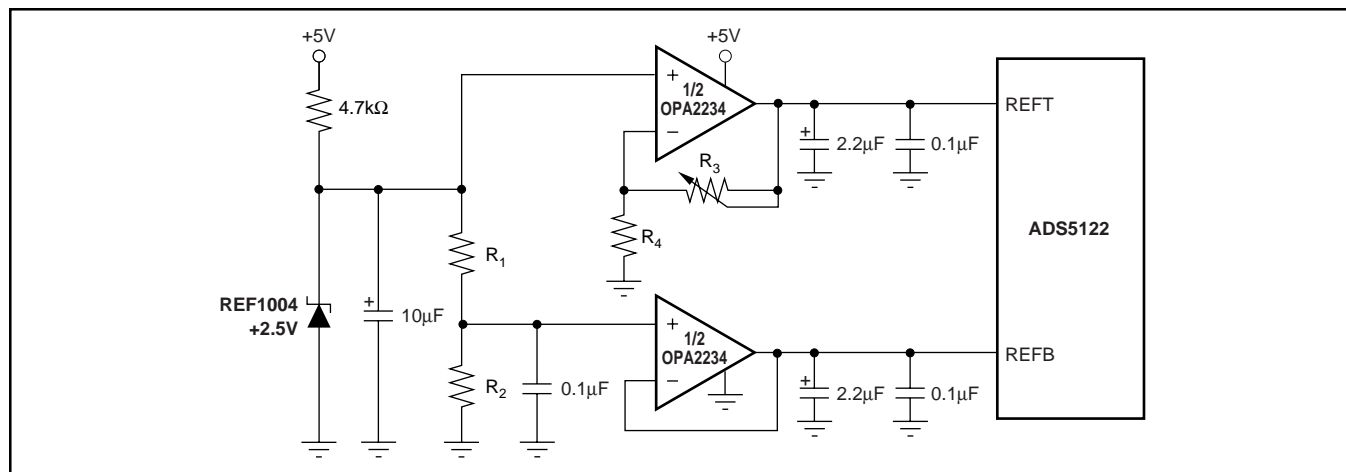 +5V
+5V
4.7kΩ
+
1/2
OPA2234
−
REFT
+
2.2µF
0.1µF
R3
R4
ADS5122
R1
REF1004
+2.5V
+
10µF
+
1/2
OPA2234
−
REFB
R2
0.1µF
+
2.2µF
0.1µF